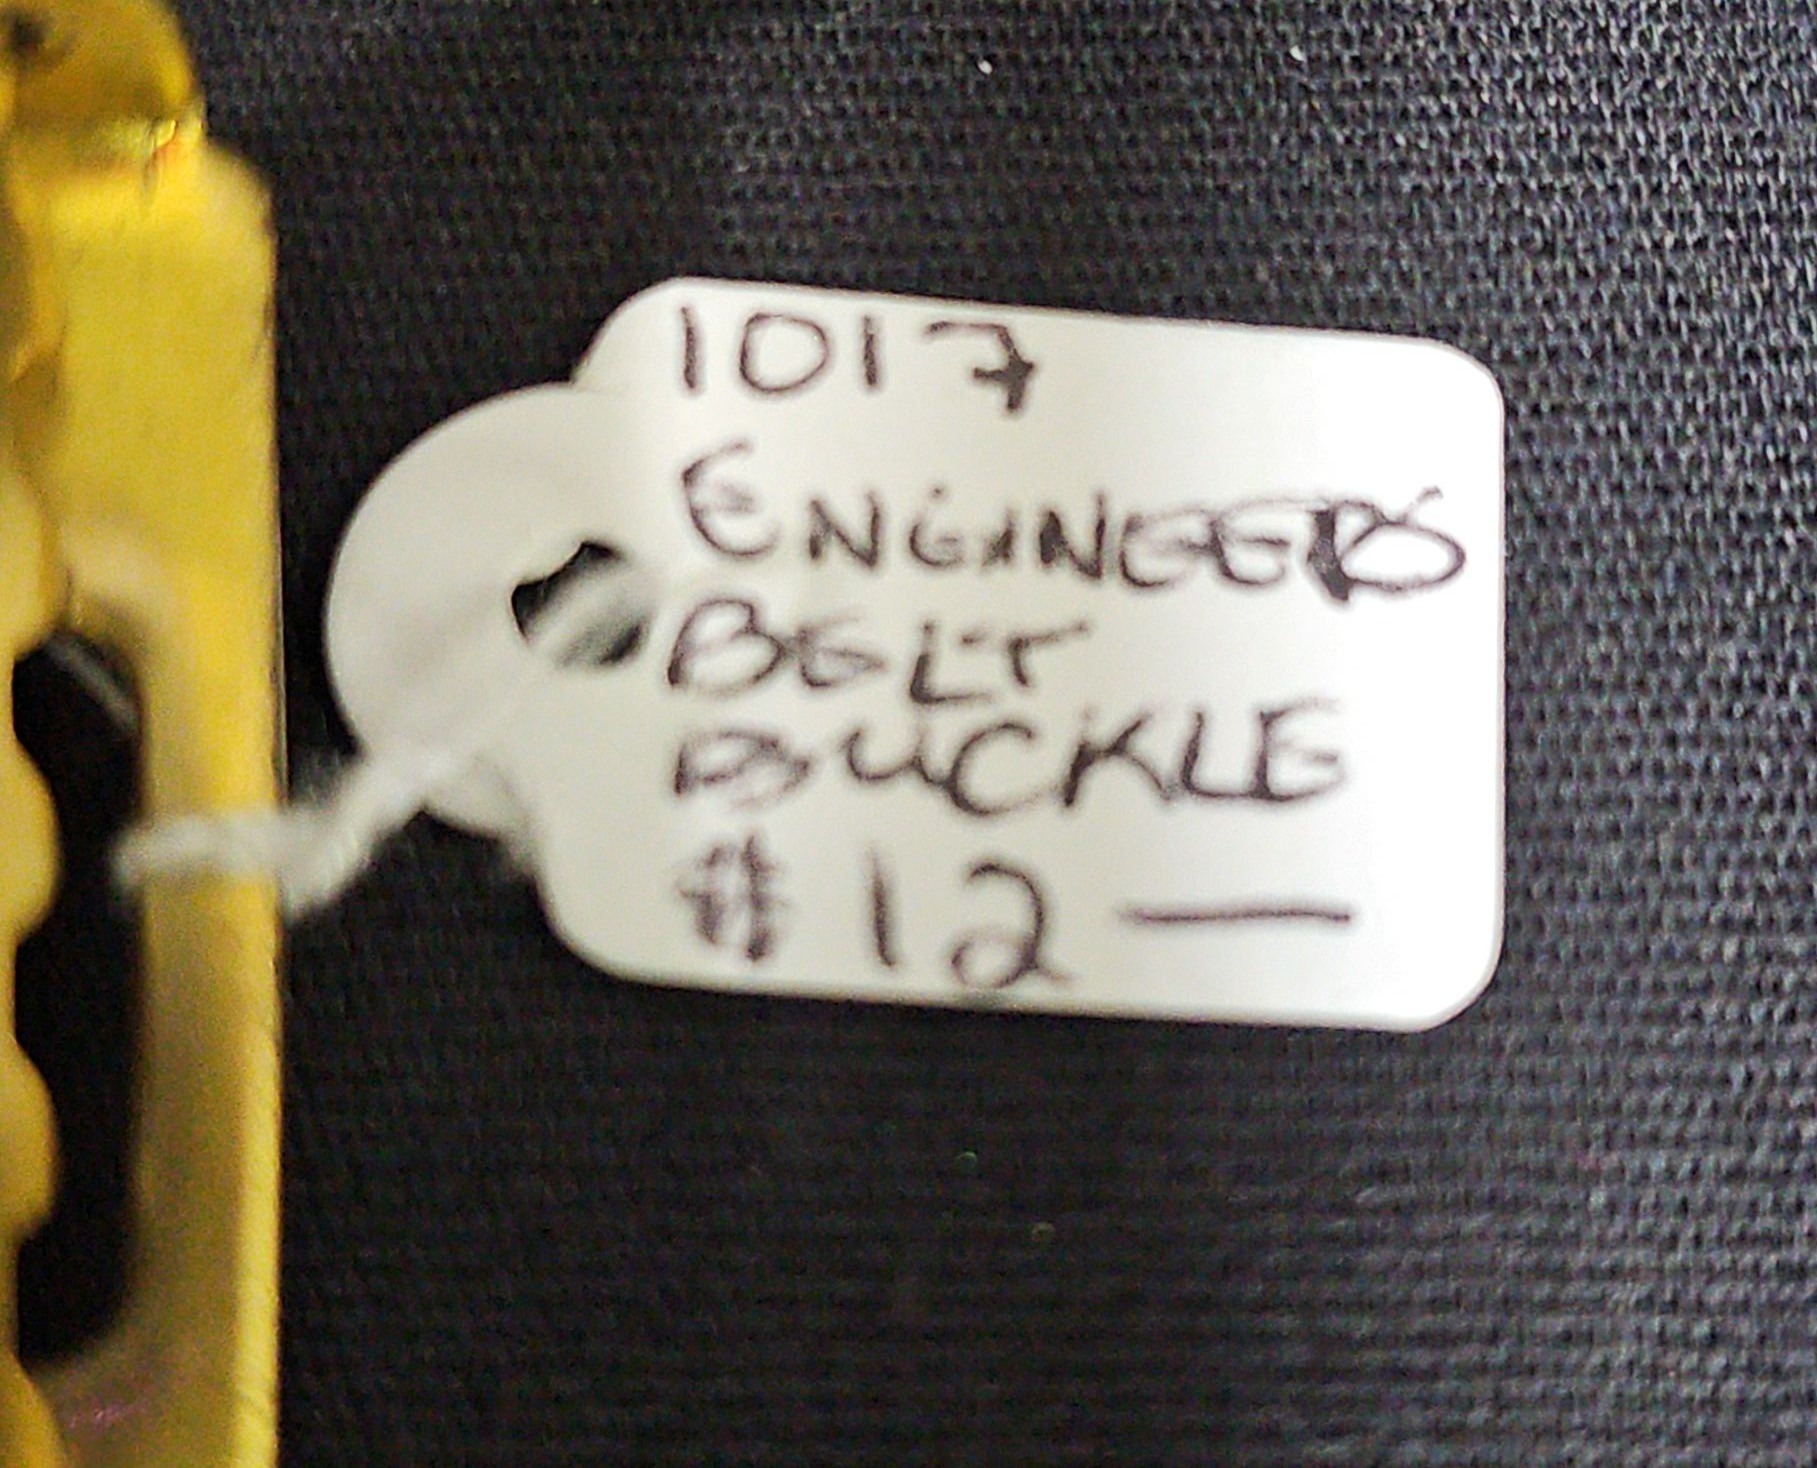 1017
ENGINEERS
BELT
BUCKLE
#12—